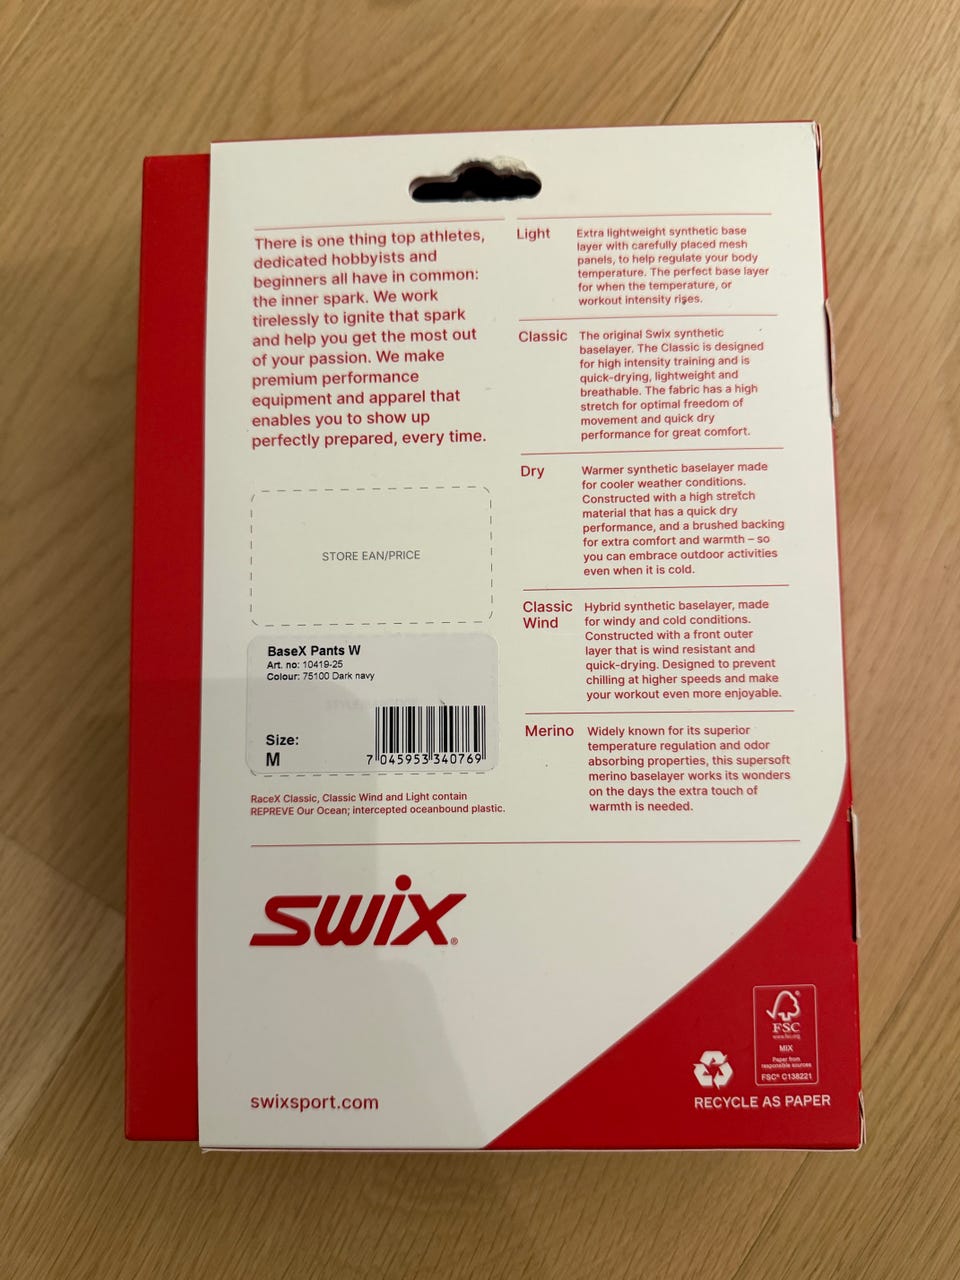 There is one thing top athletes,
dedicated hobbyists and
beginners all have in common:
the inner spark. We work
tirelessly to ignite that spark
and help you get the most out
of your passion. We make
premium performance
equipment and apparel that
enables you to show up
perfectly prepared, every time.
STORE EAN/PRICE
BaseX Pants W
Art. no: 10419-25
Colour: 75100 Dark navy
Size:
M
7 045953 340769
RaceX Classic, Classic Wind and Light contain
REPREVE Our Ocean; intercepted oceanbound plastic.
Light
Extra lightweight synthetic base
layer with carefully placed mesh
panels, to help regulate your body
temperature. The perfect base layer
for when the temperature, or
workout intensity rises.
Classic
The original Swix synthetic
baselayer. The Classic is designed
for high intensity training and is
quick-drying, lightweight and
breathable. The fabric has a high
stretch for optimal freedom of
movement and quick dry
performance for great comfort.
Dry
Warmer synthetic baselayer made
for cooler weather conditions.
Constructed with a high stretch
material that has a quick dry
performance, and a brushed backing
for extra comfort and warmth – so
you can embrace outdoor activities
even when it is cold.
Classic
Wind
Hybrid synthetic baselayer, made
for windy and cold conditions.
Constructed with a front outer
layer that is wind resistant and
quick-drying. Designed to prevent
chilling at higher speeds and make
your workout even more enjoyable.
Merino
Widely known for its superior
temperature regulation and odor
absorbing properties, this supersoft
merino baselayer works its wonders
on the days the extra touch of
warmth is needed.
swix®
swixsport.com
FSC
www.fsc.org
MIX
Paper from
responsible sources
FSC® C138221
RECYCLE AS PAPER